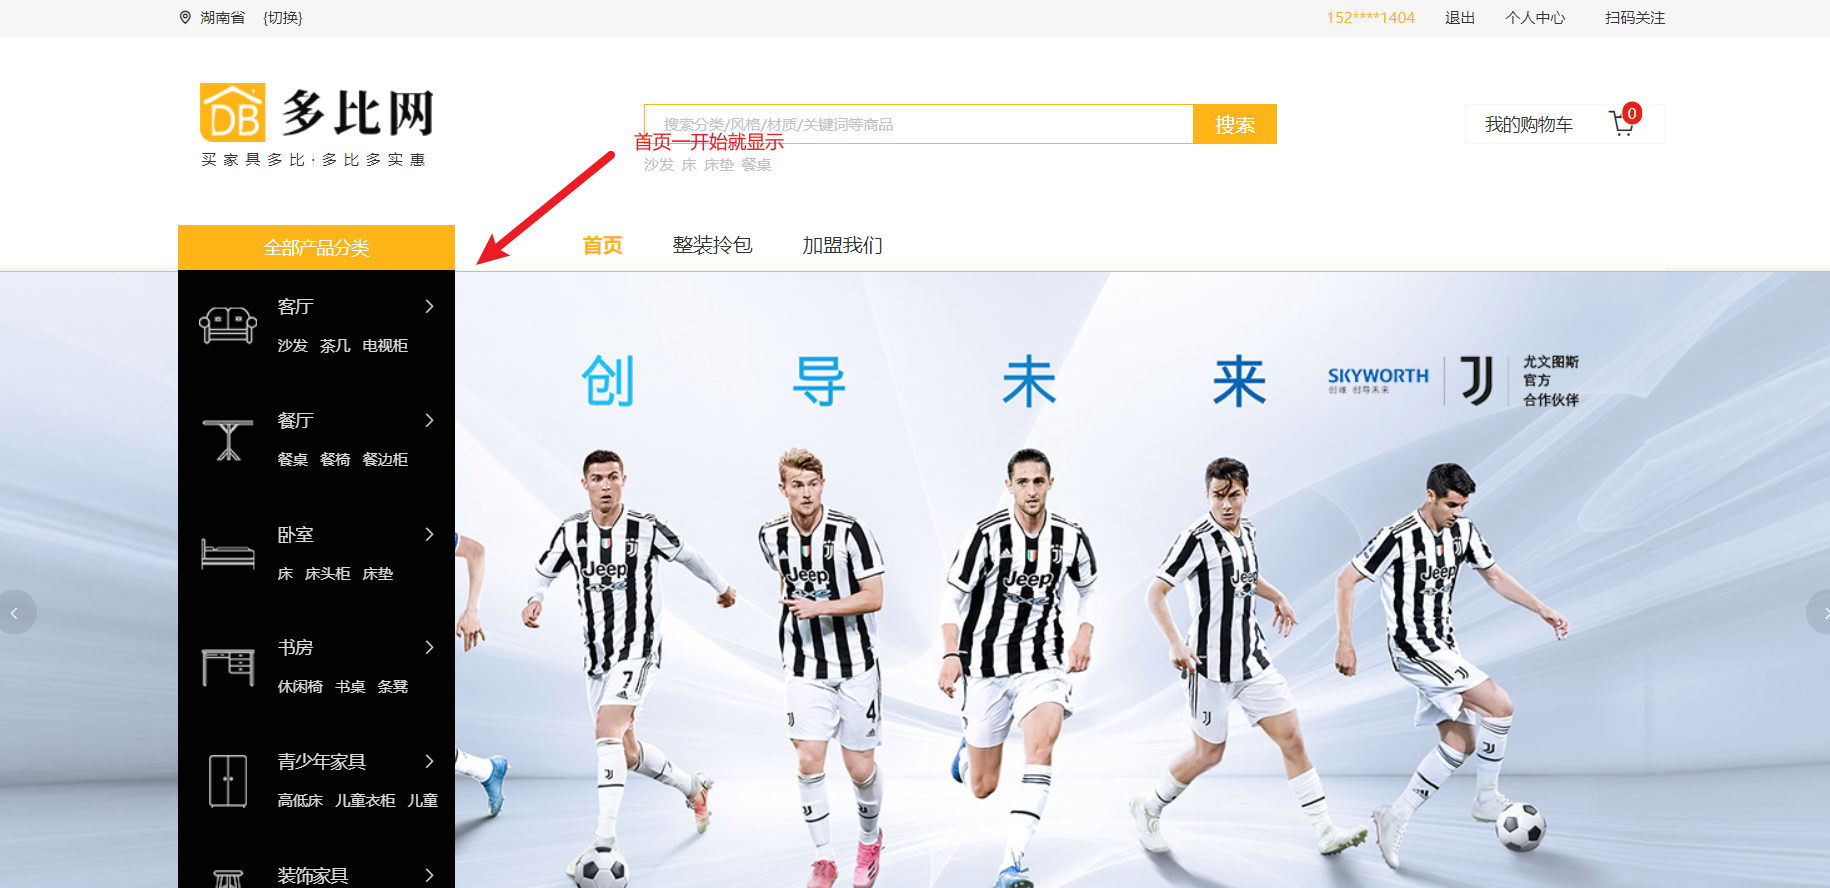 湖南省 {切换} 152****1404 退出 个人中心 扫码关注
DB 多比网
买家具多比·多比多实惠
搜索分类/风格/材质/关键词等商品 搜索
我的购物车 0
首页一开始就显示
沙发 床 床垫 餐桌
全部产品分类 首页 整装拎包 加盟我们
客厅
沙发 茶几 电视柜
餐厅
餐桌 餐椅 餐边柜
卧室
床 床头柜 床垫
书房
休闲椅 书桌 条凳
青少年家具
高低床 儿童衣柜 儿童
装饰家具
创 导 未 来
SKYWORTH
创维 创导未来
尤文图斯
官方
合作伙伴
Jeep
Jeep
Jeep
Jeep
Jeep
7
4